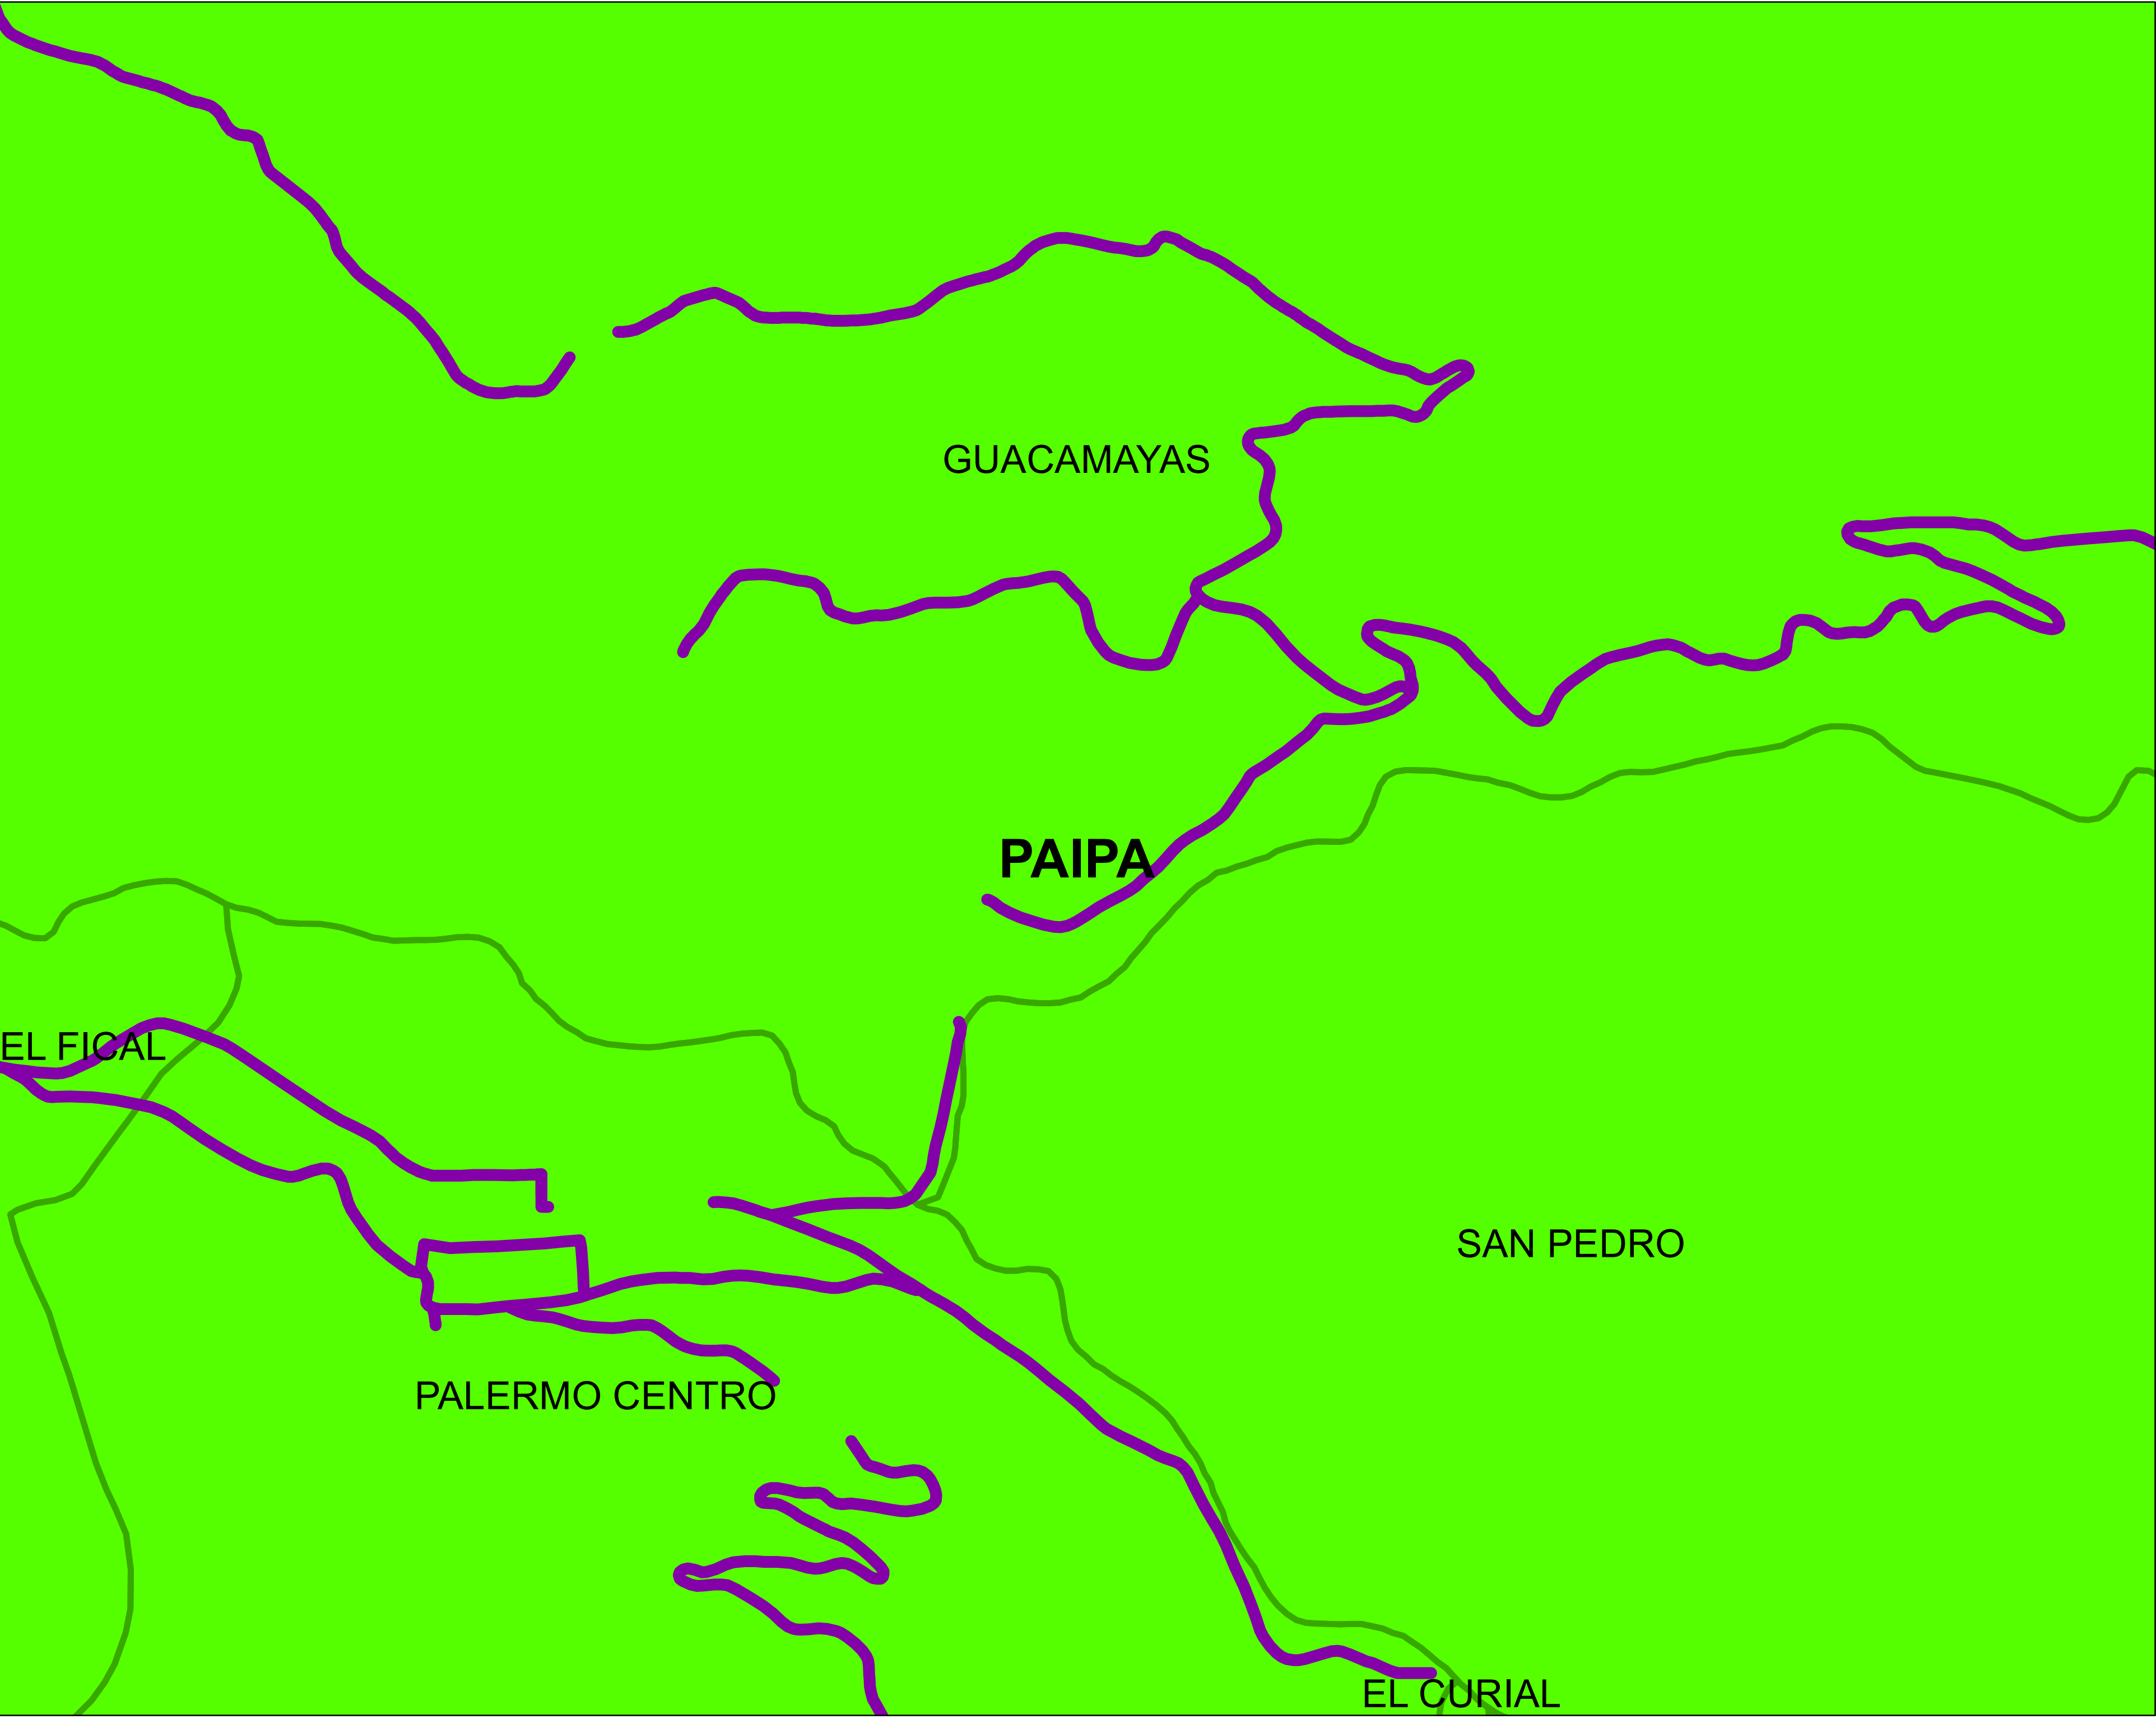 GUACAMAYAS
PAIPA
EL FICAL
SAN PEDRO
PALERMO CENTRO
EL CURIAL